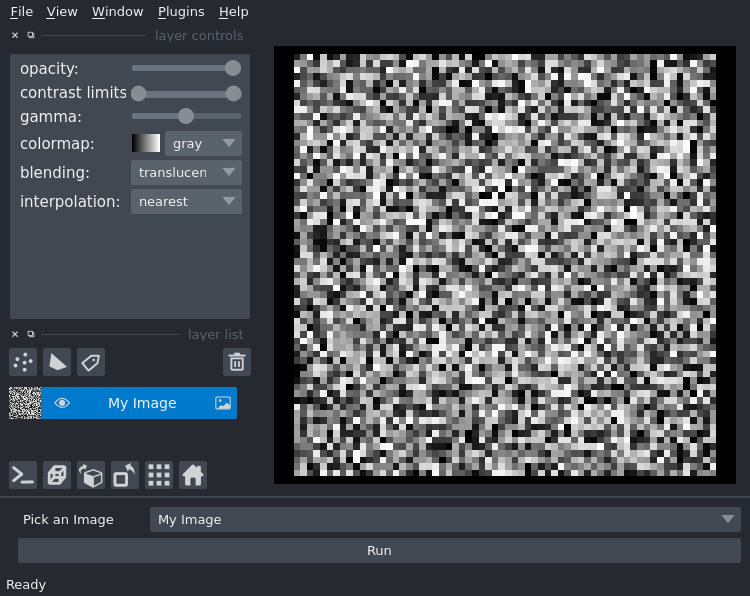 File View Window Plugins Help
layer controls
opacity:
contrast limits
gamma:
colormap: gray
blending: translucen
interpolation: nearest
layer list
My Image
Pick an Image My Image
Run
Ready